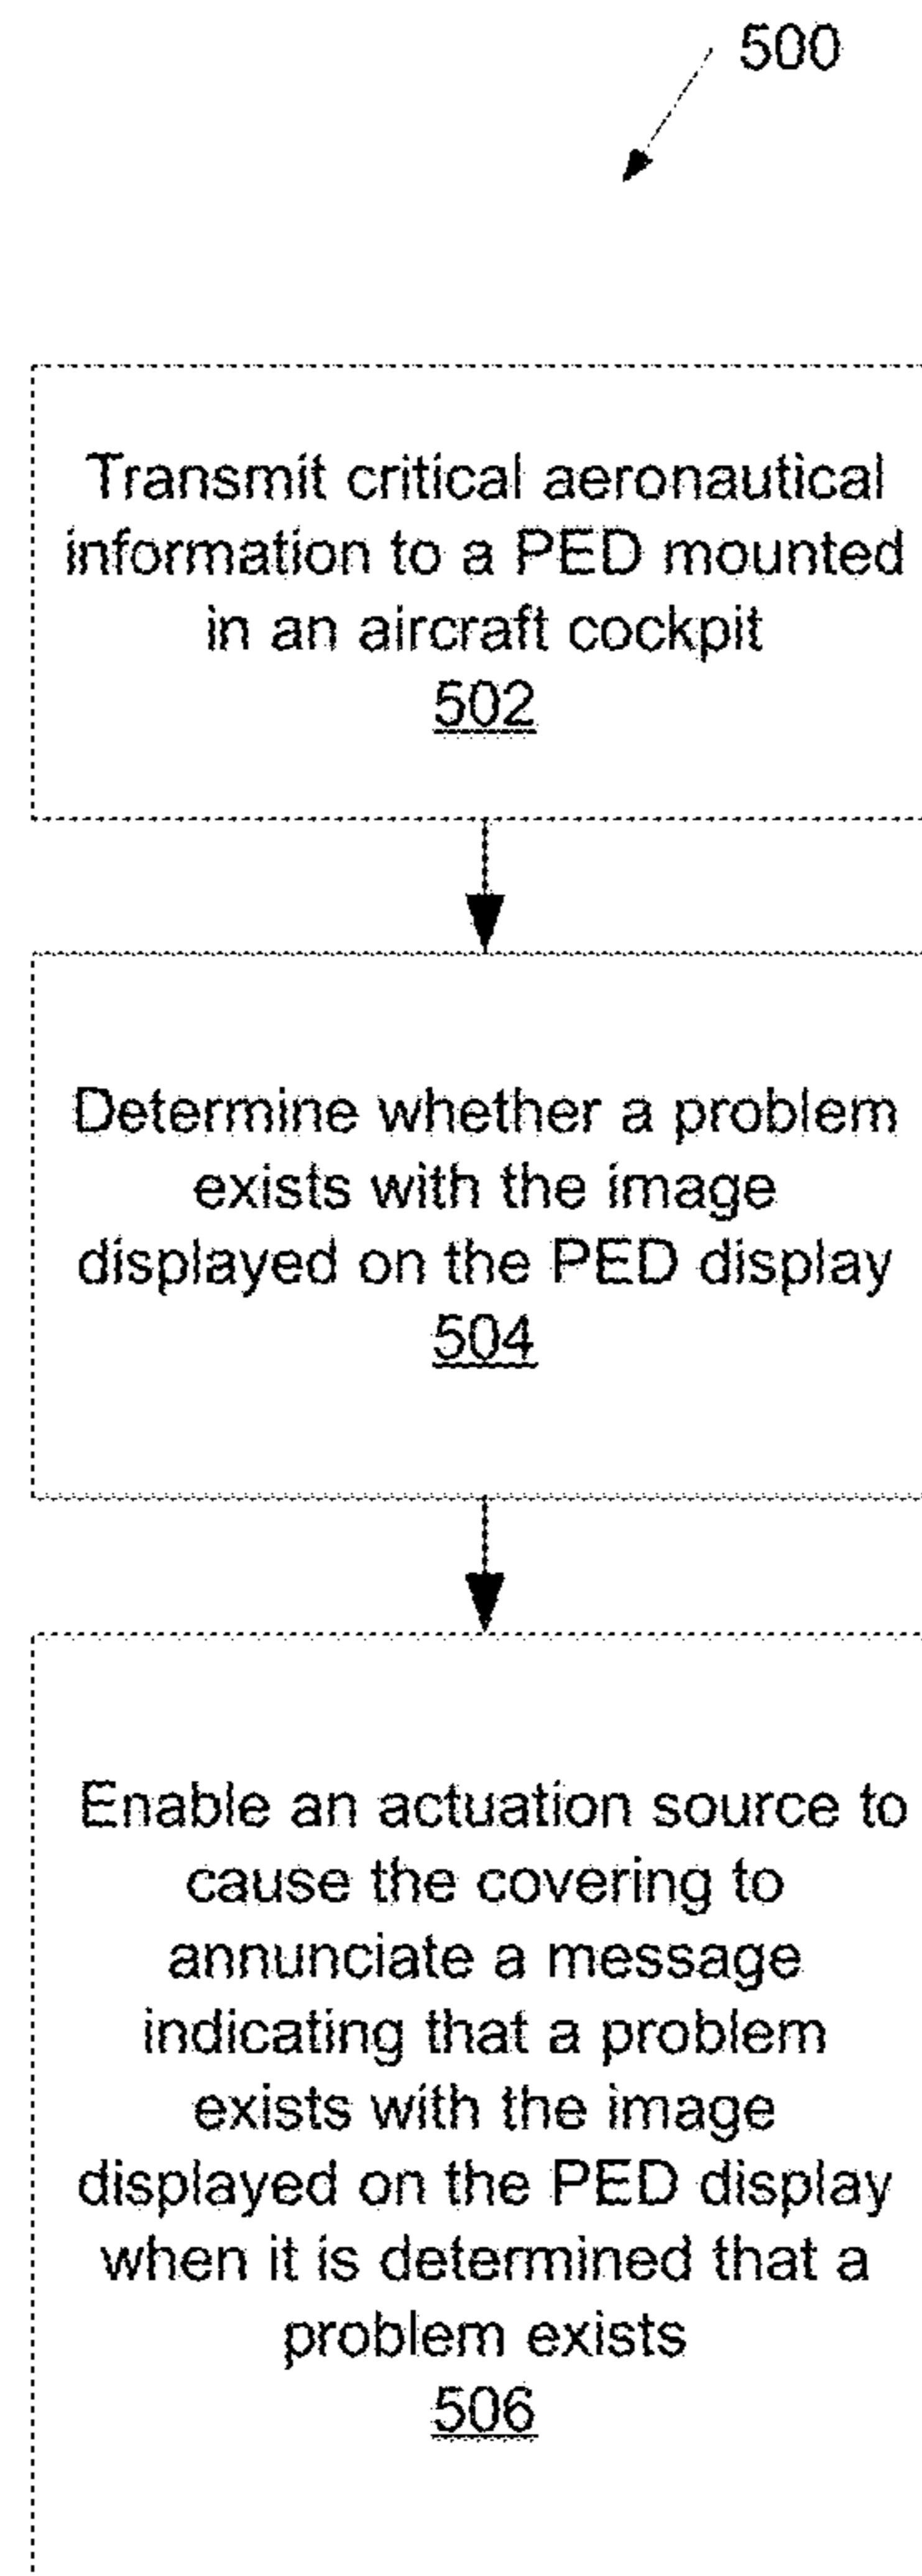 500
Transmit critical aeronautical
information to a PED mounted
in an aircraft cockpit
502
Determine whether a problem
exists with the image
displayed on the PED display
504
Enable an actuation source to
cause the covering to
annunciate a message
indicating that a problem
exists with the image
displayed on the PED display
when it is determined that a
problem exists
506